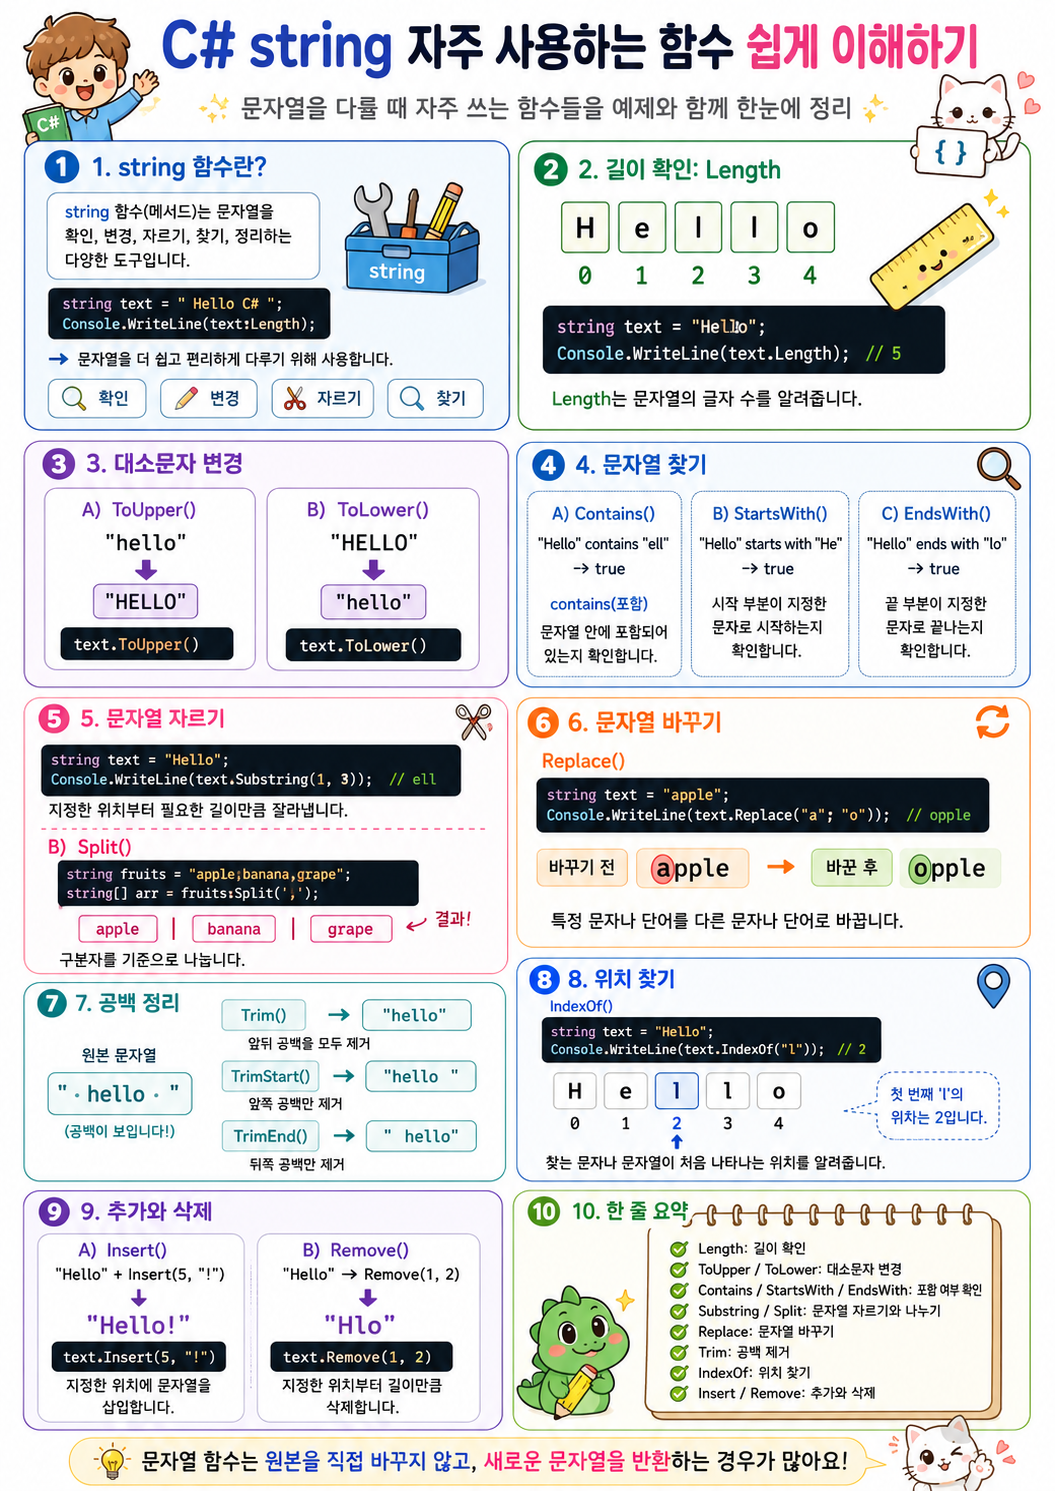 C# string 자주 사용하는 함수 쉽게 이해하기
문자열을 다룰 때 자주 쓰는 함수들을 예제와 함께 한눈에 정리
C#
{ }
1 1. string 함수란?
string 함수(메서드)는 문자열을
확인, 변경, 자르기, 찾기, 정리하는
다양한 도구입니다.
string
string text = " Hello C# ";
Console.WriteLine(text:Length);
→ 문자열을 더 쉽고 편리하게 다루기 위해 사용합니다.
확인 변경 자르기 찾기
2 2. 길이 확인: Length
H e l l o
0 1 2 3 4
string text = "Hello";
Console.WriteLine(text.Length); // 5
Length는 문자열의 글자 수를 알려줍니다.
3 3. 대소문자 변경
A) ToUpper()
"hello"
"HELLO"
text.ToUpper()
B) ToLower()
"HELLO"
"hello"
text.ToLower()
4 4. 문자열 찾기
A) Contains()
"Hello" contains "ell"
→ true
contains(포함)
문자열 안에 포함되어
있는지 확인합니다.
B) StartsWith()
"Hello" starts with "He"
→ true
시작 부분이 지정한
문자로 시작하는지
확인합니다.
C) EndsWith()
"Hello" ends with "lo"
→ true
끝 부분이 지정한
문자로 끝나는지
확인합니다.
5 5. 문자열 자르기
string text = "Hello";
Console.WriteLine(text.Substring(1, 3)); // ell
지정한 위치부터 필요한 길이만큼 잘라냅니다.
B) Split()
string fruits = "apple;banana,grape";
string[] arr = fruits:Split(',');
apple | banana | grape ← 결과!
구분자를 기준으로 나눕니다.
6 6. 문자열 바꾸기
Replace()
string text = "apple";
Console.WriteLine(text.Replace("a"; "o")); // opple
바꾸기 전 apple → 바꾼 후 opple
특정 문자나 단어를 다른 문자나 단어로 바꿉니다.
7 7. 공백 정리
원본 문자열
" · hello · "
(공백이 보입니다!)
Trim() → "hello"
앞뒤 공백을 모두 제거
TrimStart() → "hello "
앞쪽 공백만 제거
TrimEnd() → " hello"
뒤쪽 공백만 제거
8 8. 위치 찾기
IndexOf()
string text = "Hello";
Console.WriteLine(text.IndexOf("l")); // 2
H e l l o
0 1 2 3 4
첫 번째 'l'의
위차는 2입니다.
찾는 문자나 문자열이 처음 나타나는 위치를 알려줍니다.
9 9. 추가와 삭제
A) Insert()
"Hello" + Insert(5, "!")
"Hello!"
text.Insert(5, "!")
지정한 위치에 문자열을
삽입합니다.
B) Remove()
"Hello" → Remove(1, 2)
"Hlo"
text.Remove(1, 2)
지정한 위치부터 길이만큼
삭제합니다.
10 10. 한 줄 요약
Length: 길이 확인
ToUpper / ToLower: 대소문자 변경
Contains / StartsWith / EndsWith: 포함 여부 확인
Substring / Split: 문자열 자르기와 나누기
Replace: 문자열 바꾸기
Trim: 공백 제거
IndexOf: 위치 찾기
Insert / Remove: 추가와 삭제
문자열 함수는 원본을 직접 바꾸지 않고, 새로운 문자열을 반환하는 경우가 많아요!